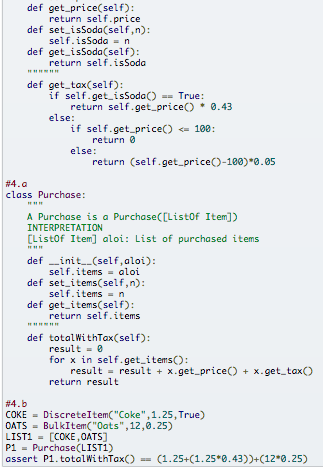 def get_price(self):
return self.price
def set_isSoda(self,n):
self.isSoda = n
def get_isSoda(self):
return self.isSoda
""""""
def get_tax(self):
if self.get_isSoda() == True:
return self.get_price() * 0.43
else:
if self.get_price() <= 100:
return 0
else:
return (self.get_price()-100)*0.05
#4.a
class Purchase:
"""
A Purchase is a Purchase([ListOf Item])
INTERPRETATION
[ListOf Item] aloi: List of purchased items
"""
def __init__(self,aloi):
self.items = aloi
def set_items(self,n):
self.items = n
def get_items(self):
return self.items
""""""
def totalWithTax(self):
result = 0
for x in self.get_items():
result = result + x.get_price() + x.get_tax()
return result
#4.b
COKE = DiscreteItem("Coke",1.25,True)
OATS = BulkItem("Oats",12,0.25)
LIST1 = [COKE,OATS]
P1 = Purchase(LIST1)
assert P1.totalWithTax() == (1.25+(1.25*0.43))+(12*0.25)